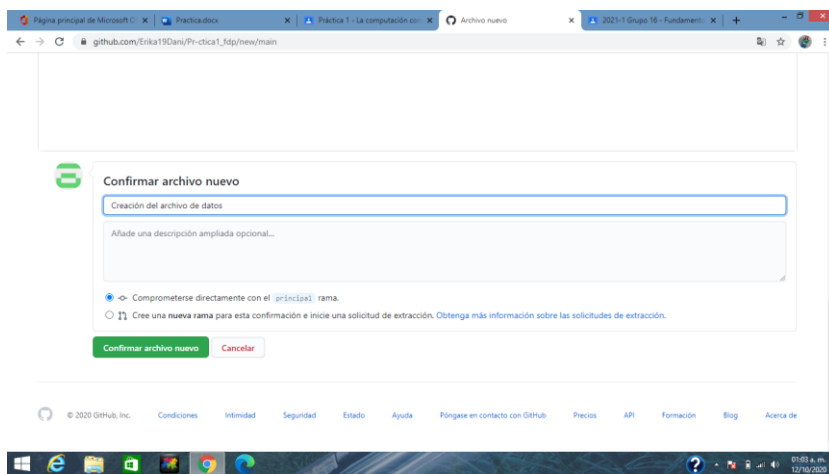 Página principal de Microsoft O
Practica.docx
Práctica 1 - La computación co
Archivo nuevo
2021-1 Grupo 16 - Fundament
github.com/Erika19Dani/Pr-ctica1_fdp/new/main
Confirmar archivo nuevo
Creación del archivo de datos
Añade una descripción ampliada opcional...
Comprometerse directamente con el principal rama.
Cree una nueva rama para esta confirmación e inicie una solicitud de extracción. Obtenga más información sobre las solicitudes de extracción.
Confirmar archivo nuevo Cancelar
© 2020 GitHub, Inc. Condiciones Intimidad Seguridad Estado Ayuda Póngase en contacto con GitHub Precios API Formación Blog Acerca de
01:03 a. m.
12/10/2020